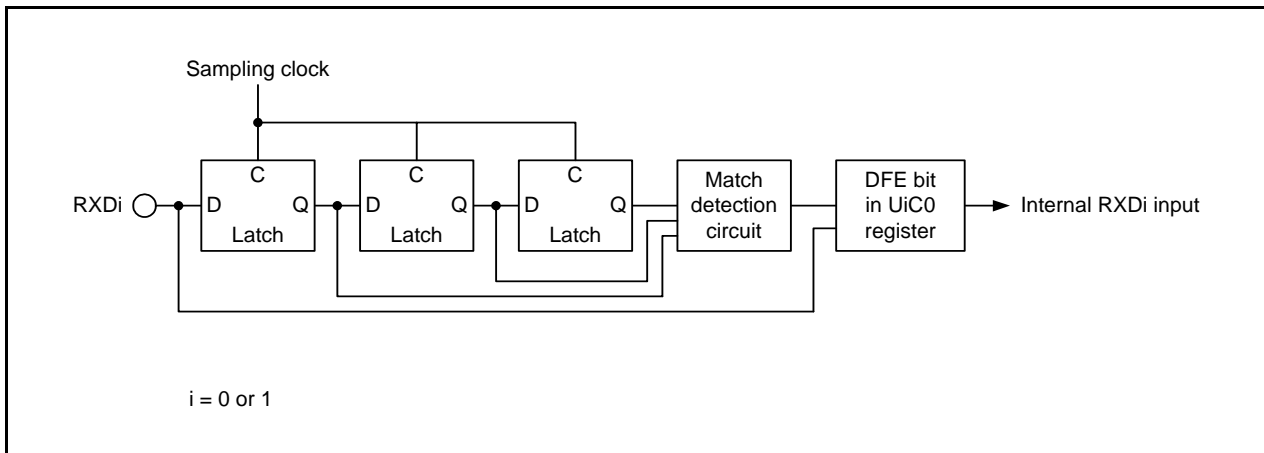 Sampling clock
RXDi
C
D
Q
Latch
C
D
Q
Latch
C
D
Q
Latch
Match
detection
circuit
DFE bit
in UiC0
register
Internal RXDi input
i = 0 or 1